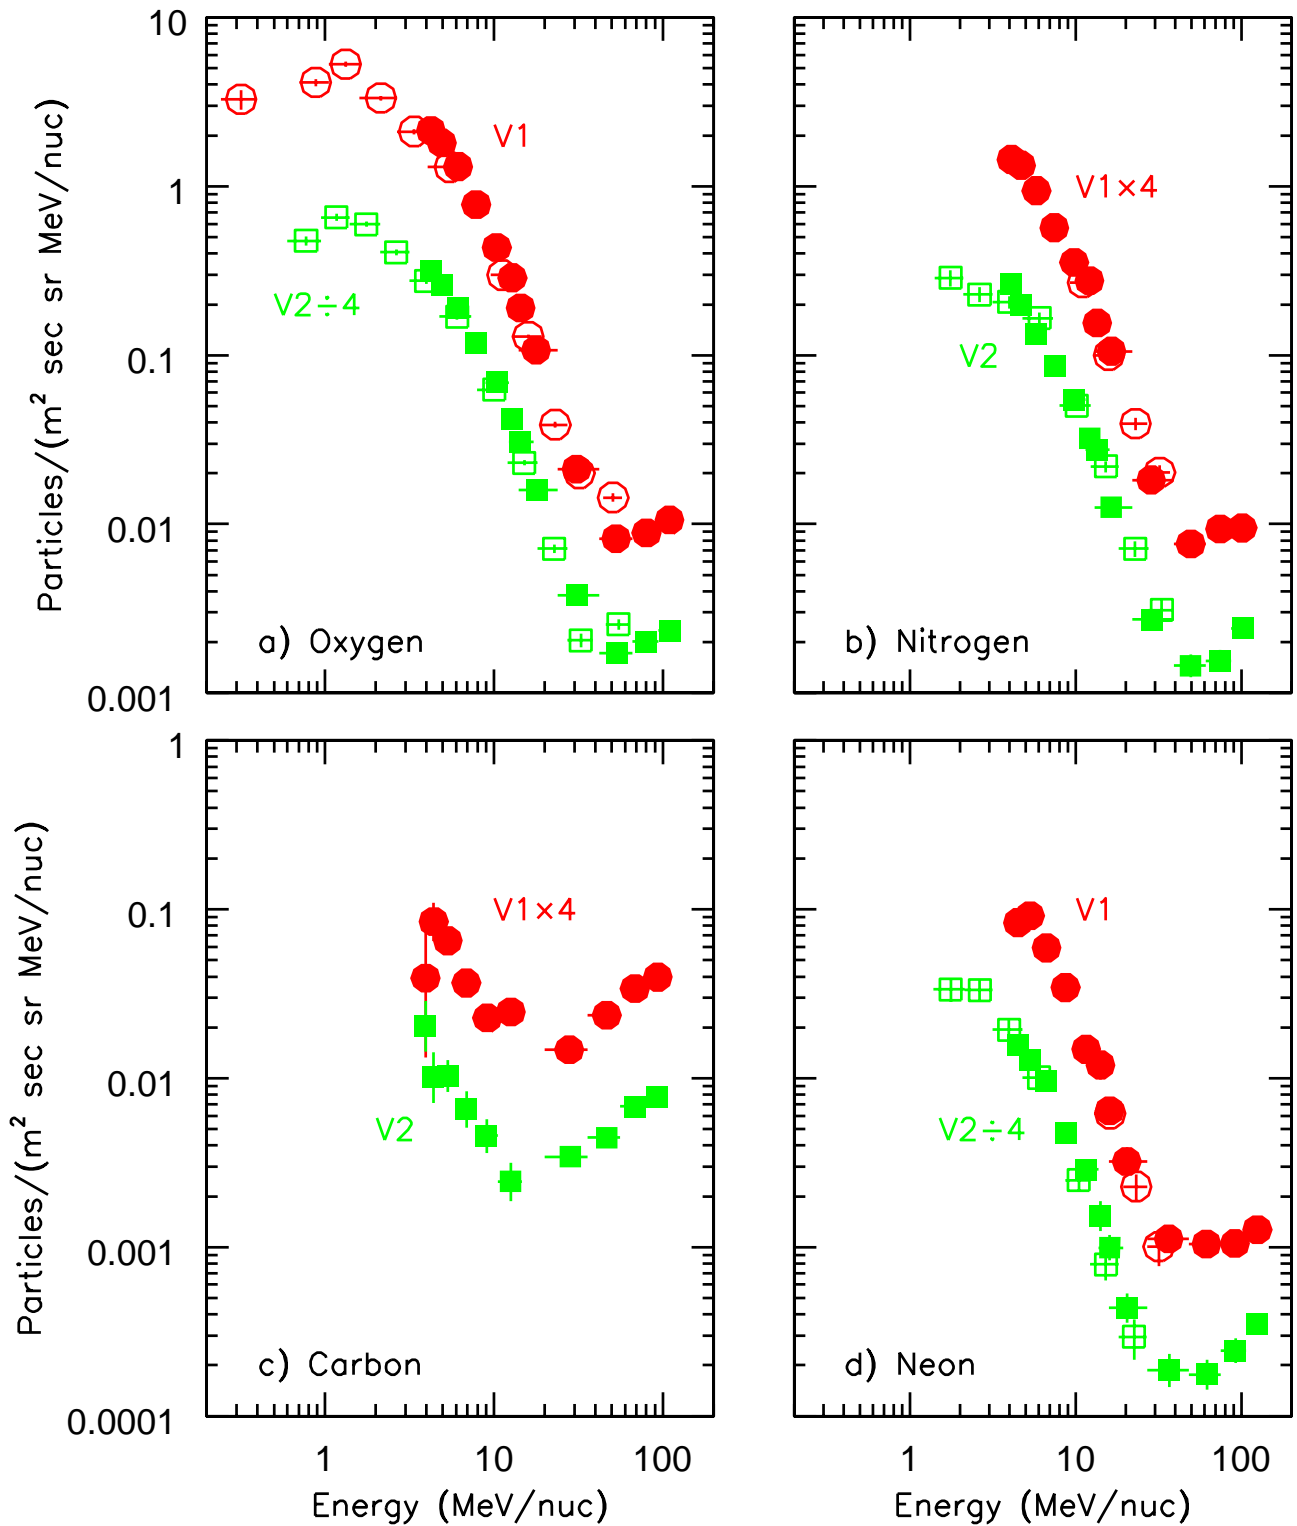 10
1
0.1
0.01
0.001
Particles/(m² sec sr MeV/nuc)
V1
V2÷4
a) Oxygen
V1×4
V2
b) Nitrogen
1
0.1
0.01
0.001
0.0001
Particles/(m² sec sr MeV/nuc)
V1×4
V2
c) Carbon
V1
V2÷4
d) Neon
1 10 100
Energy (MeV/nuc)
1 10 100
Energy (MeV/nuc)